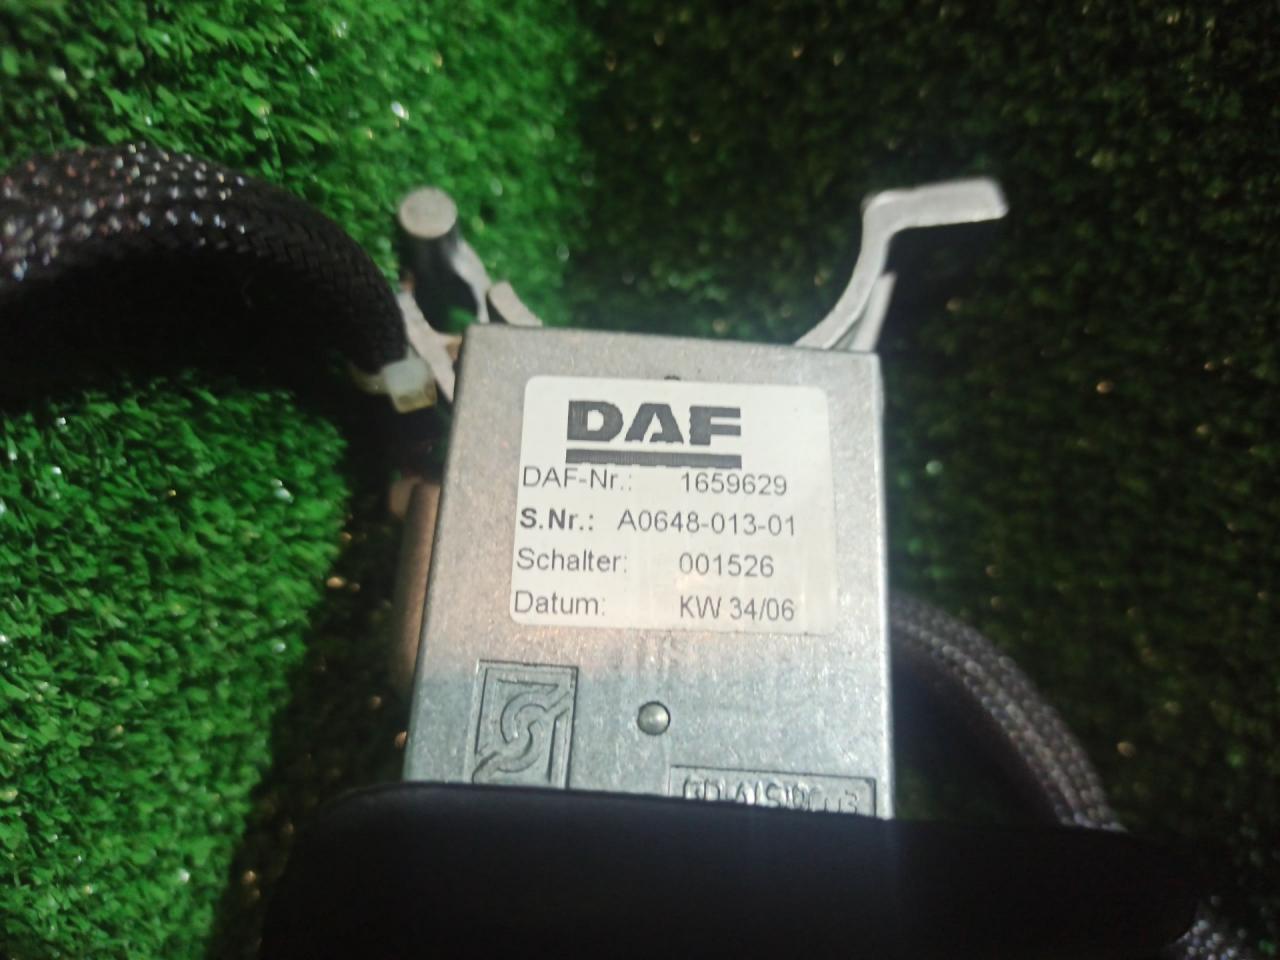 DAF
DAF-Nr.: 1659629
S.Nr.: A0648-013-01
Schalter: 001526
Datum: KW 34/06